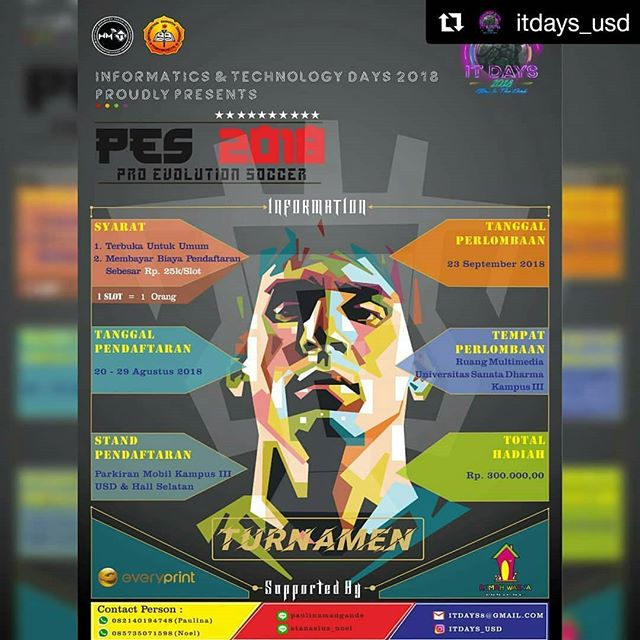 itdays_usd
HMTI
IT DAYS
2018
INFORMATICS & TECHNOLOGY DAYS 2018
PROUDLY PRESENTS
PES 2018
PRO EVOLUTION SOCCER
INFORMATION
SYARAT
1. Terbuka Untuk Umum
2. Membayar Biaya Pendaftaran
Sebesar Rp. 25k/Slot
1 SLOT = 1 Orang
TANGGAL
PERLOMBAAN
23 September 2018
TANGGAL
PENDAFTARAN
20 - 29 Agustus 2018
TEMPAT
PERLOMBAAN
Ruang Multimedia
Universitas Sanata Dharma
Kampus III
STAND
PENDAFTARAN
Parkiran Mobil Kampus III
USD & Hall Selatan
TOTAL
HADIAH
Rp. 300.000,00
TURNAMEN
everyprint
Supported By
Contact Person :
082140194748 (Paulina)
085735071598 (Noel)
paulinamadgande
atanasius_noel
ITDAYS8@GMAIL.COM
ITDAYS_USD